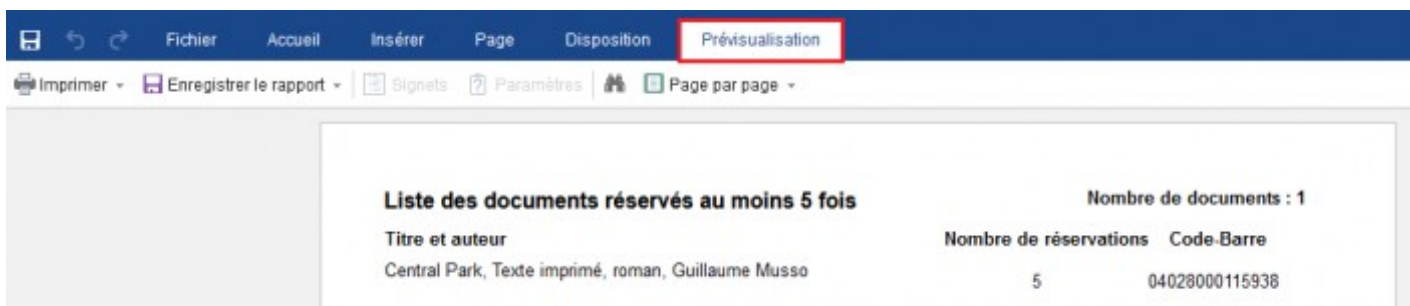 Fichier Accueil Insérer Page Disposition Prévisualisation
Imprimer Enregistrer le rapport Signets Paramètres Page par page
Liste des documents réservés au moins 5 fois Nombre de documents : 1
Titre et auteur Nombre de réservations Code-Barre
Central Park, Texte imprimé, roman, Guillaume Musso 5 04028000115938